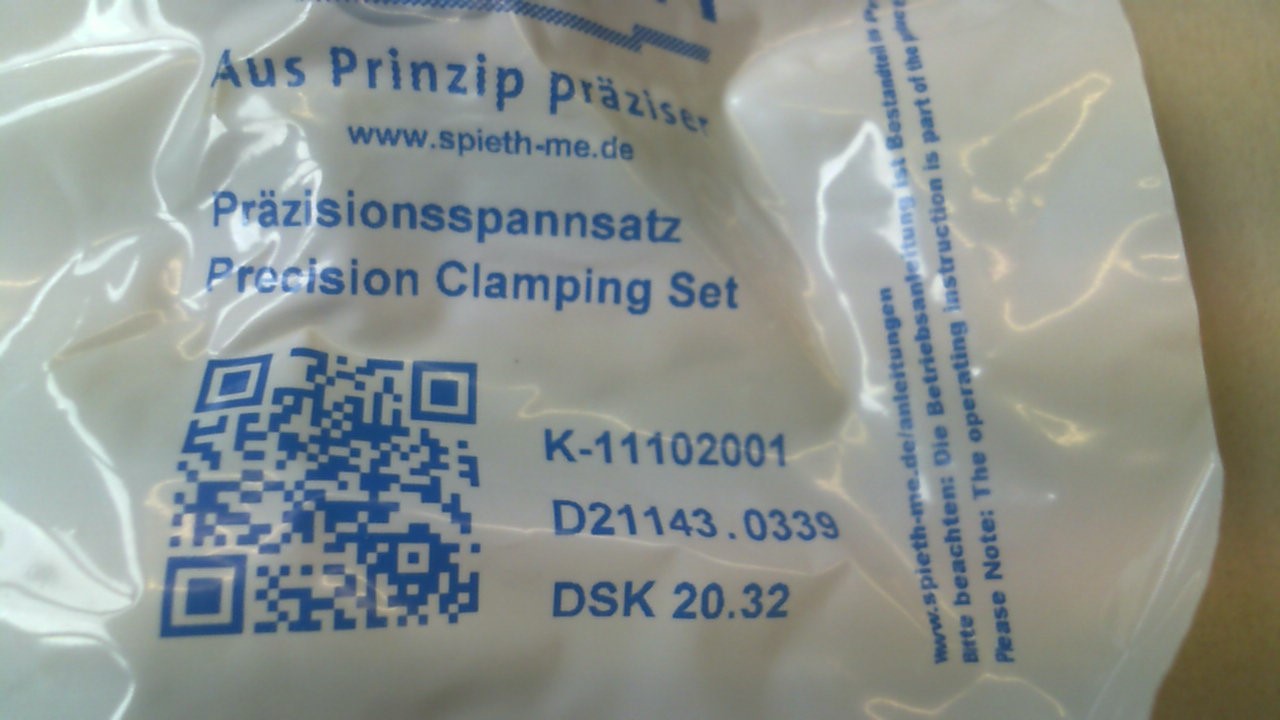 Aus Prinzip präziser
www.spieth-me.de
Präzisionsspannsatz
Precision Clamping Set
K-11102001
D21143.0339
DSK 20.32
www.spieth-me.de/anleitungen
Bitte beachten: Die Betriebsanleitung ist Bestandteil
Please Note: The operating instruction is part of the